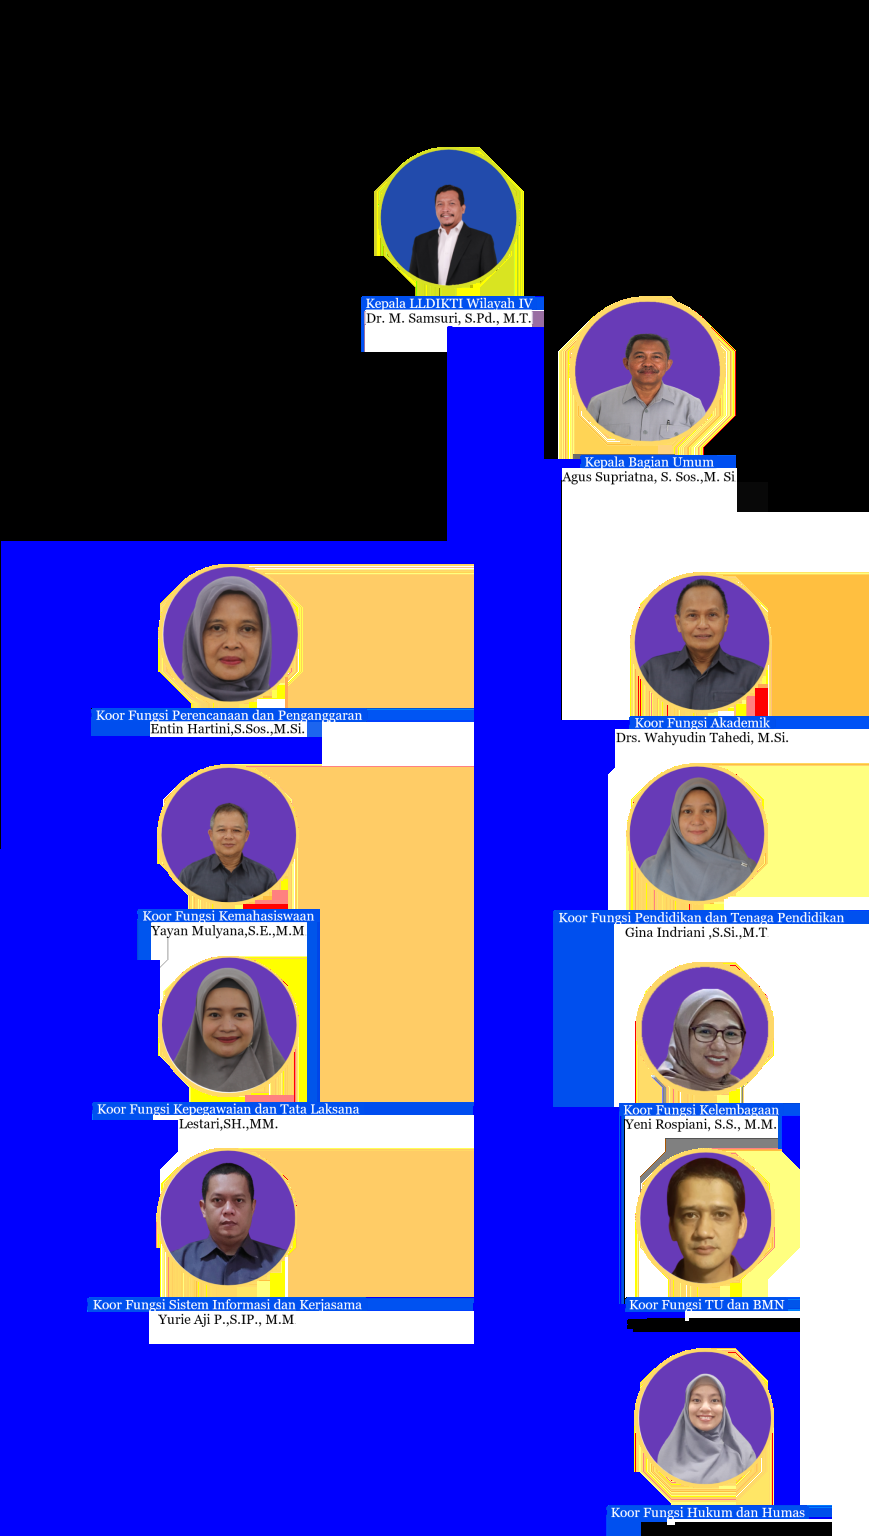 Kepala LLDIKTI Wilayah IV
Dr. M. Samsuri, S.Pd., M.T.
Kepala Bagian Umum
Agus Supriatna, S. Sos.,M. Si
Koor Fungsi Perencanaan dan Penganggaran
Entin Hartini,S.Sos.,M.Si.
Koor Fungsi Akademik
Drs. Wahyudin Tahedi, M.Si.
Koor Fungsi Kemahasiswaan
Yayan Mulyana,S.E.,M.M
Koor Fungsi Pendidikan dan Tenaga Pendidikan
Gina Indriani ,S.Si.,M.T
Koor Fungsi Kepegawaian dan Tata Laksana
Lestari,SH.,MM.
Koor Fungsi Kelembagaan
Yeni Rospiani, S.S., M.M.
Koor Fungsi Sistem Informasi dan Kerjasama
Yurie Aji P.,S.IP., M.M
Koor Fungsi TU dan BMN
Koor Fungsi Hukum dan Humas